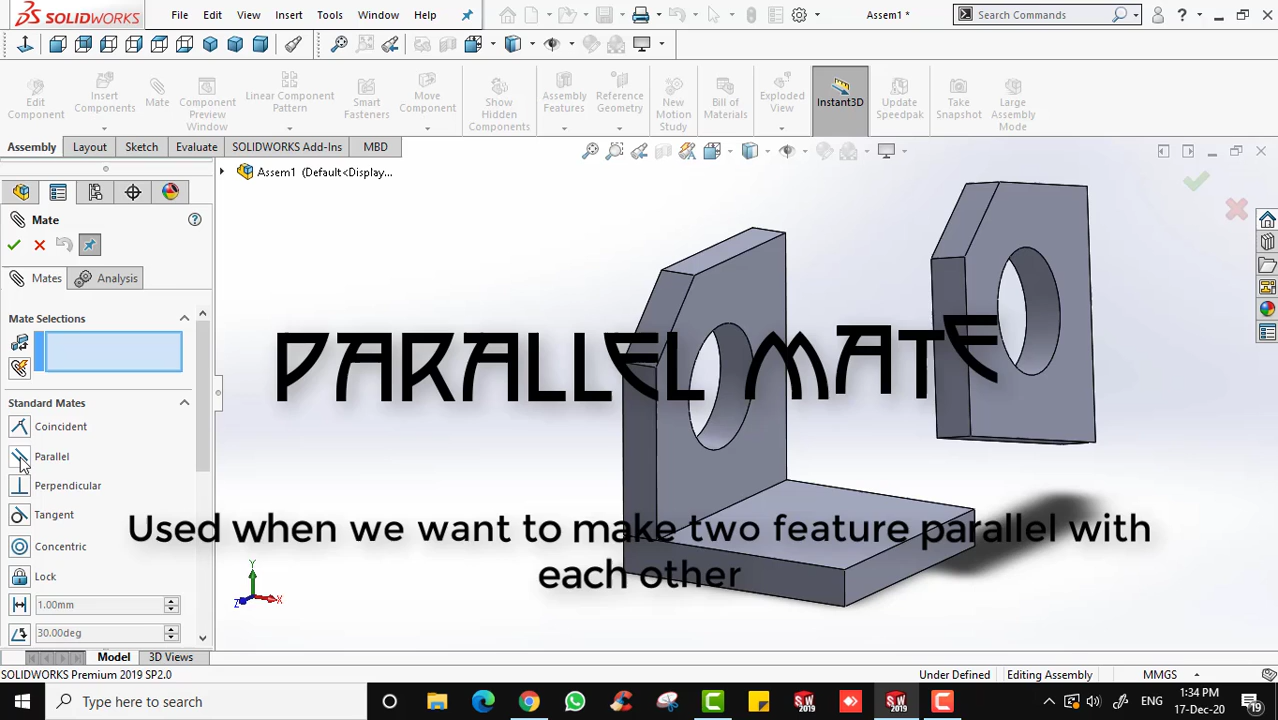 SOLIDWORKS
File Edit View Insert Tools Window Help
Assem1 *
Search Commands
?
Edit Component
Insert Components
Mate
Component Preview Window
Linear Component Pattern
Smart Fasteners
Move Component
Show Hidden Components
Assembly Features
Reference Geometry
New Motion Study
Bill of Materials
Exploded View
Instant3D
Update Speedpak
Take Snapshot
Large Assembly Mode
Assembly Layout Sketch Evaluate SOLIDWORKS Add-Ins MBD
Assem1 (Default<Display...
Mate
?
Mates Analysis
Mate Selections
Standard Mates
Coincident
Parallel
Perpendicular
Tangent
Concentric
Lock
1.00mm
30.00deg
PARALLEL MATE
Used when we want to make two feature parallel with
each other
Y
Z X
Model 3D Views
SOLIDWORKS Premium 2019 SP2.0
Under Defined Editing Assembly MMGS
Type here to search
SW 2019
SW 2019
ENG
1:34 PM
17-Dec-20
19